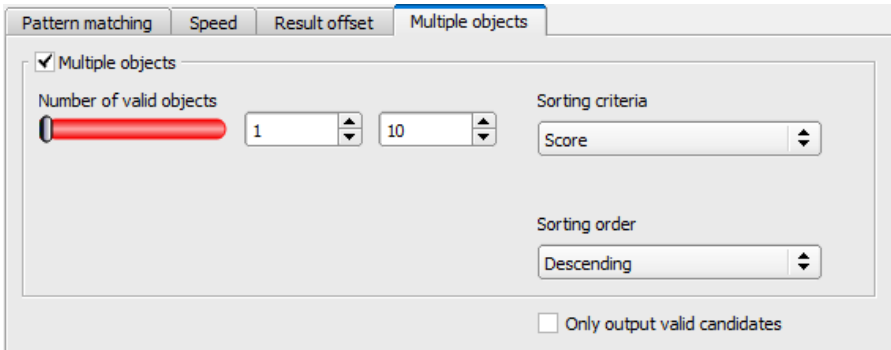 Pattern matching Speed Result offset Multiple objects
Multiple objects
Number of valid objects Sorting criteria
1 10 Score
Sorting order
Descending
Only output valid candidates